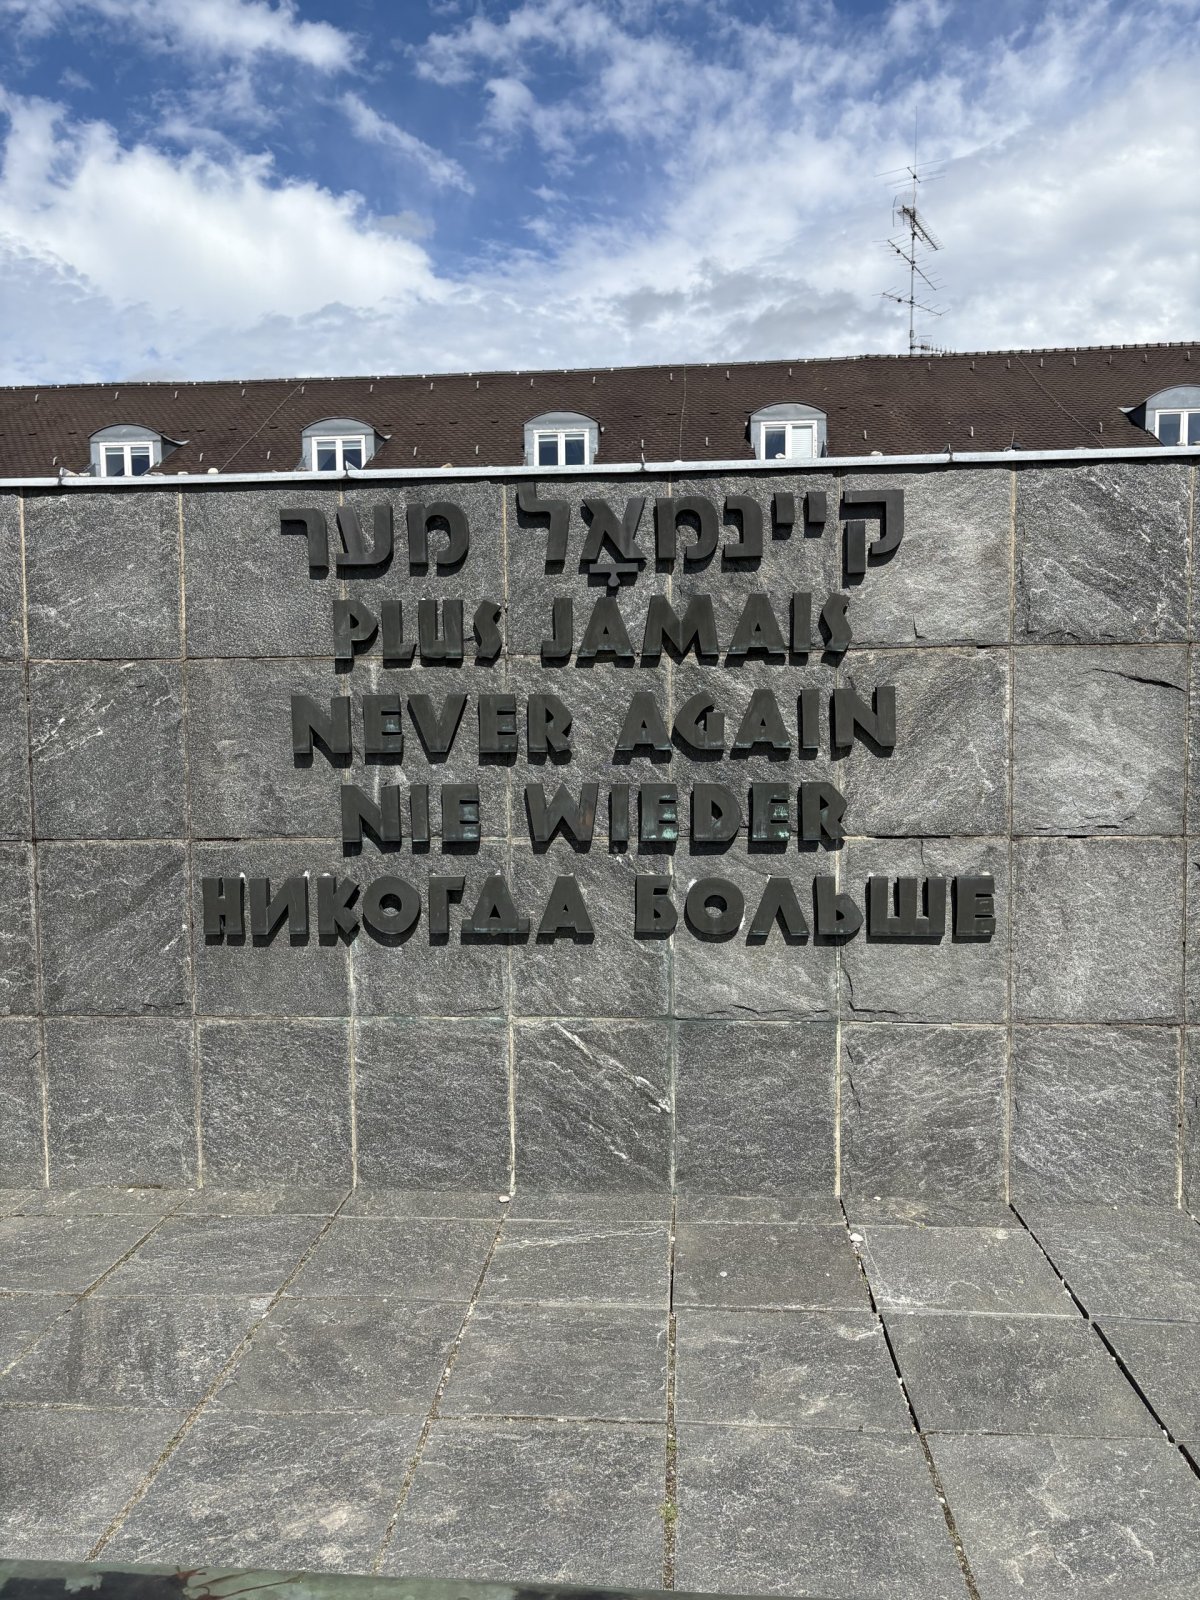 קיינמאָל מער
PLUS JAMAIS
NEVER AGAIN
NIE WIEDER
НИКОГДА БОЛЬШЕ